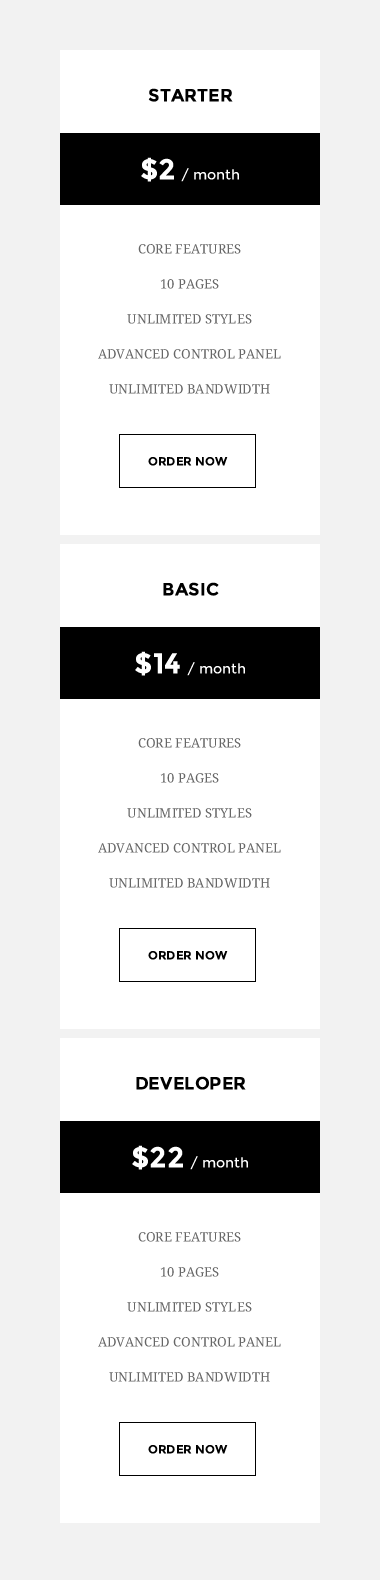 STARTER
$2 / month
CORE FEATURES
10 PAGES
UNLIMITED STYLES
ADVANCED CONTROL PANEL
UNLIMITED BANDWIDTH
ORDER NOW
BASIC
$14 / month
CORE FEATURES
10 PAGES
UNLIMITED STYLES
ADVANCED CONTROL PANEL
UNLIMITED BANDWIDTH
ORDER NOW
DEVELOPER
$22 / month
CORE FEATURES
10 PAGES
UNLIMITED STYLES
ADVANCED CONTROL PANEL
UNLIMITED BANDWIDTH
ORDER NOW